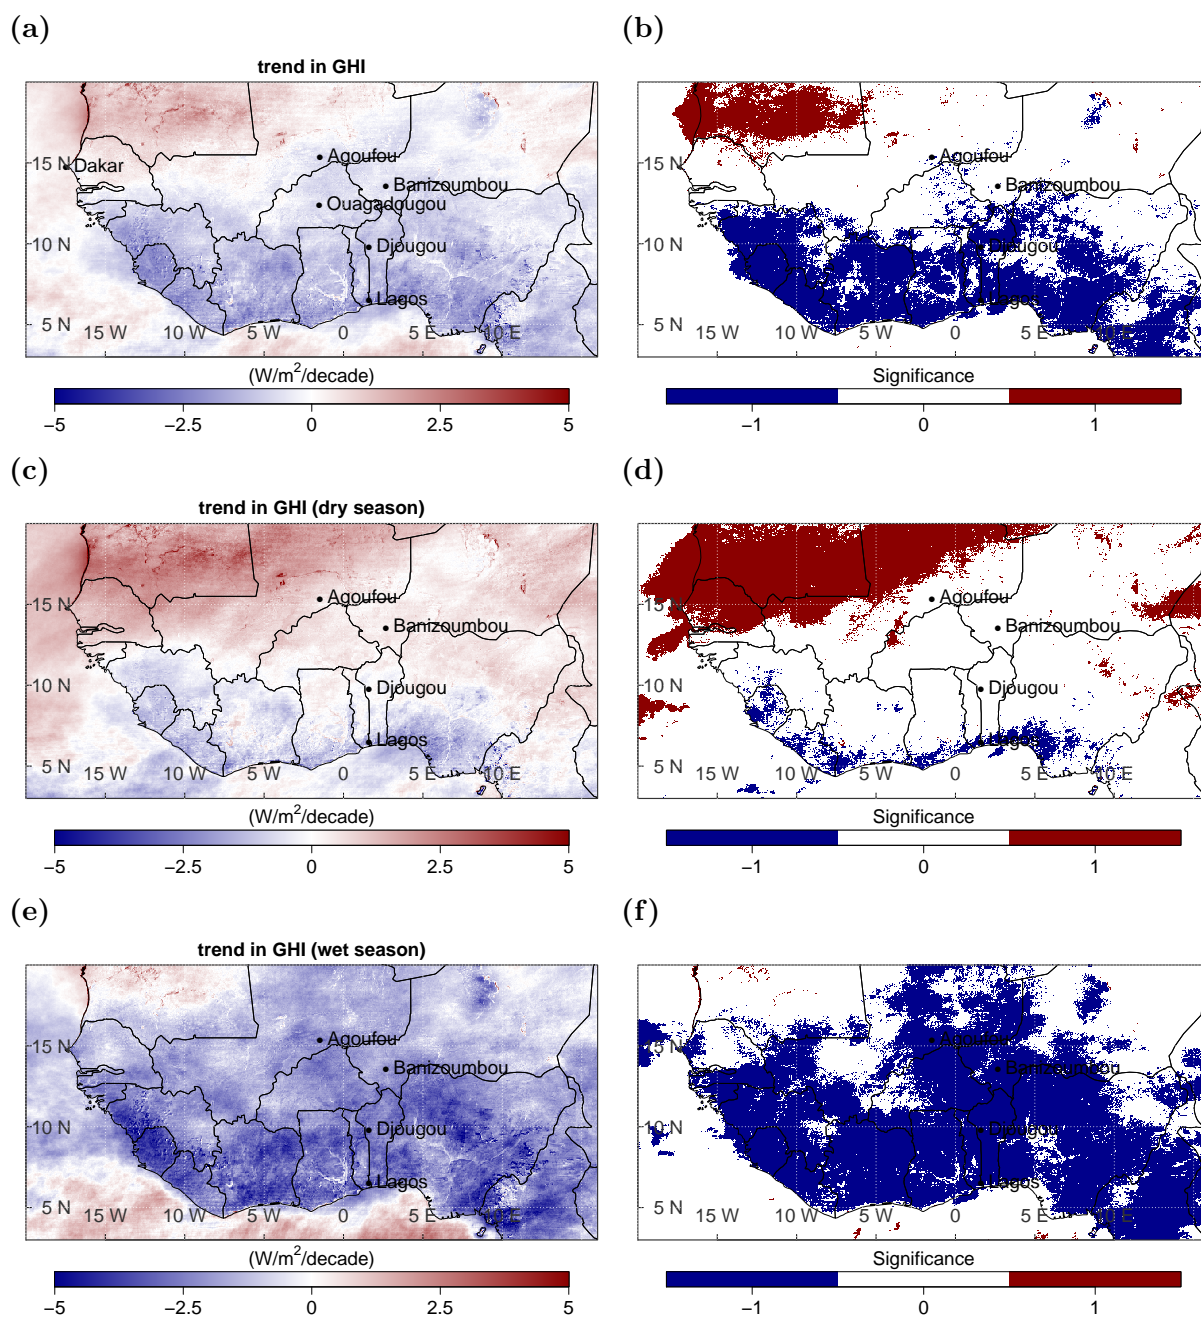 (a)
(b)
trend in GHI
15 N
Dakar
Agoufou
Banizoumbou
Ouagadougou
10 N
Djougou
Lagos
5 N
15 W 10 W 5 W 0 5 E 10 E
(W/m²/decade)
−5 −2.5 0 2.5 5
15 N
Agoufou
Banizoumbou
10 N
Djougou
Lagos
5 N
15 W 10 W 5 W 0 5 E 10 E
Significance
−1 0 1
(c)
(d)
trend in GHI (dry season)
15 N
Agoufou
Banizoumbou
10 N
Djougou
Lagos
5 N
15 W 10 W 5 W 0 5 E 10 E
(W/m²/decade)
−5 −2.5 0 2.5 5
15 N
Agoufou
Banizoumbou
10 N
Djougou
Lagos
5 N
15 W 10 W 5 W 0 5 E 10 E
Significance
−1 0 1
(e)
(f)
trend in GHI (wet season)
15 N
Agoufou
Banizoumbou
10 N
Djougou
Lagos
5 N
15 W 10 W 5 W 0 5 E 10 E
(W/m²/decade)
−5 −2.5 0 2.5 5
15 N
Agoufou
Banizoumbou
10 N
Djougou
Lagos
5 N
15 W 10 W 5 W 0 5 E 10 E
Significance
−1 0 1